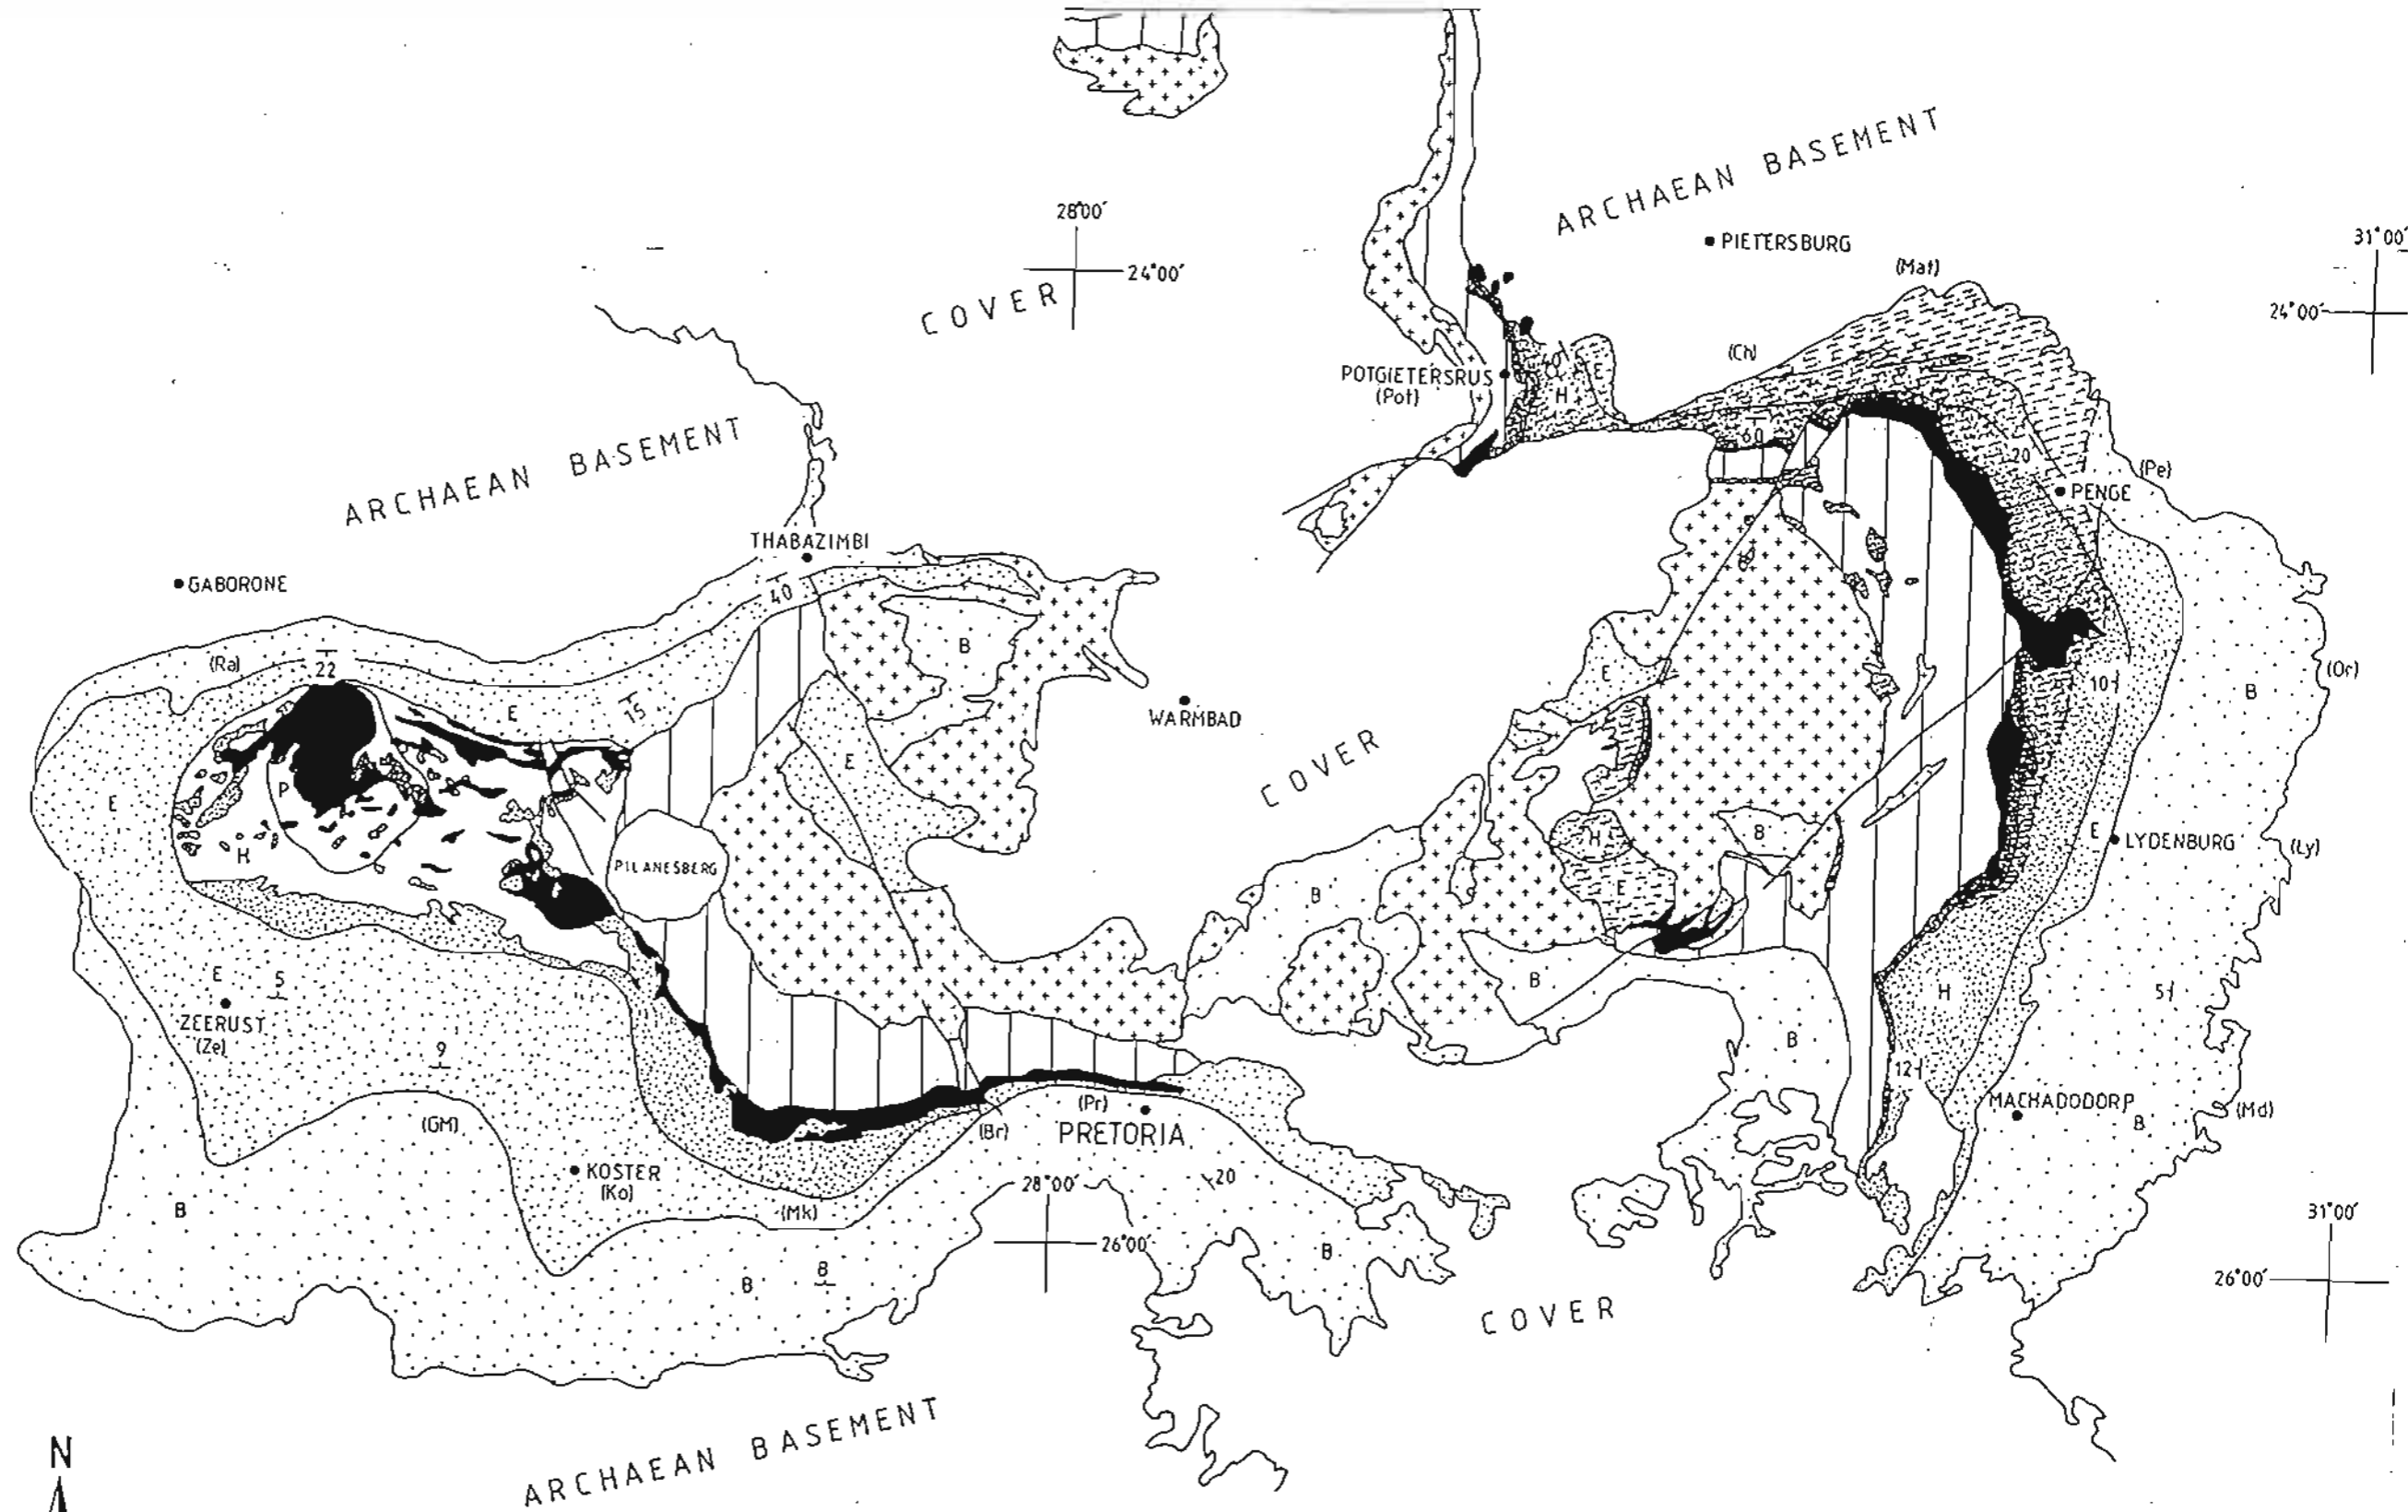 ARCHAEAN BASEMENT
28°00′
24°00′
31°00′
24°00′
PIETERSBURG
(Mat)
COVER
(Ch)
POTGIETERSRUS
(Pot)
E
H
60
20
(Pe)
PENGE
ARCHAEAN BASEMENT
THABAZIMBI
40
GABORONE
(Ra)
22
E
15
B
WARMBAD
E
10
(Or)
B
COVER
E
P
E
H
PILANESBERG
B
H
E
B
E
LYDENBURG
(Ly)
E
5
ZEERUST
(Ze)
9
(GM)
B
KOSTER
(Ko)
(Mk)
(Br)
(Pr)
PRETORIA
20
B
B
H
12
5
MACHADODORP
B
(Md)
28°00′
26°00′
B
8
B
31°00′
26°00′
COVER
ARCHAEAN BASEMENT
N